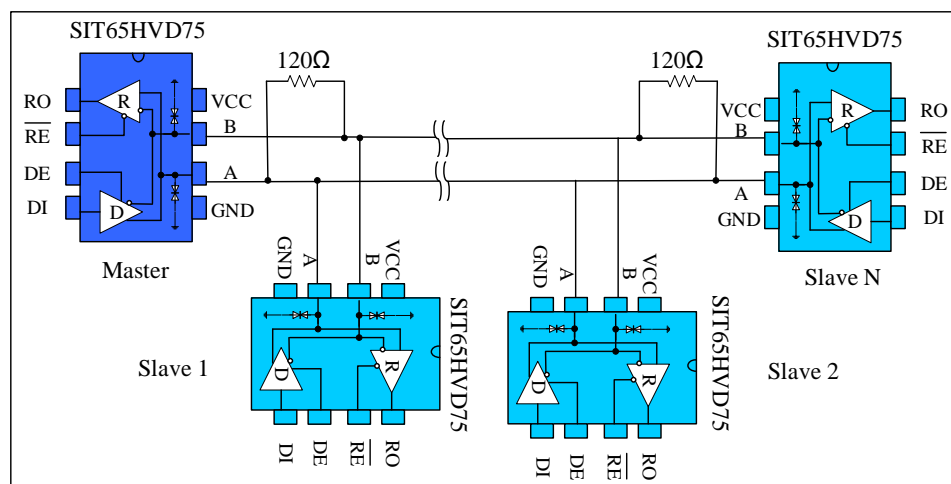 SIT65HVD75
SIT65HVD75
120Ω
120Ω
RO
RE
DE
DI
R
D
VCC
B
A
GND
Master
VCC
B
A
GND
R
D
RO
RE
DE
DI
Slave N
GND
A
B
VCC
SIT65HVD75
D
R
DI
DE
RE
RO
Slave 1
GND
A
B
VCC
SIT65HVD75
D
R
DI
DE
RE
RO
Slave 2